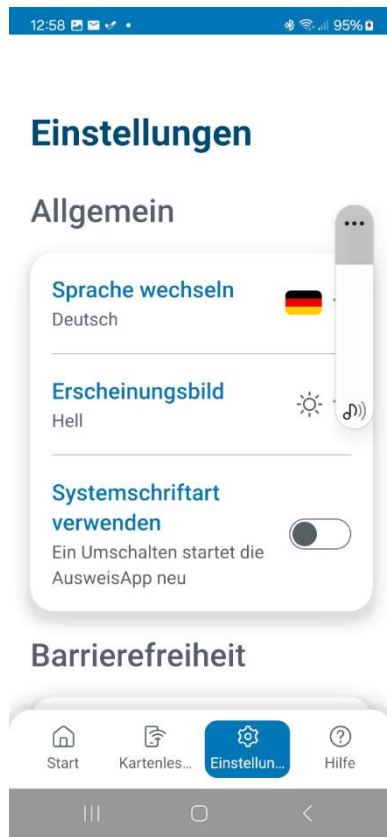 12:58 95%
Einstellungen
Allgemein
Sprache wechseln
Deutsch
Erscheinungsbild
Hell
Systemschriftart
verwenden
Ein Umschalten startet die
AusweisApp neu
Barrierefreiheit
Start Kartenles... Einstellun... Hilfe